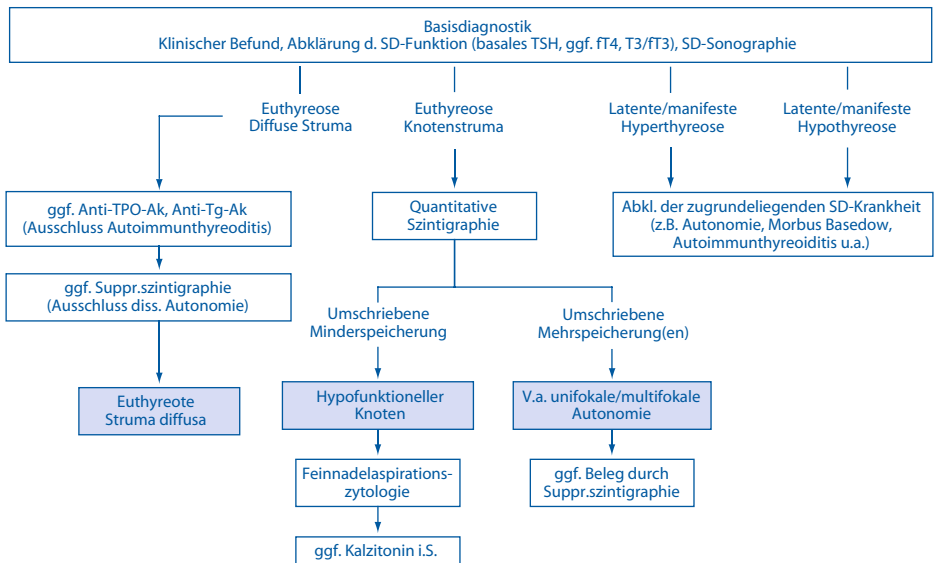 Basisdiagnostik
Klinischer Befund, Abklärung d. SD-Funktion (basales TSH, ggf. fT4, T3/fT3), SD-Sonographie
Euthyreose
Diffuse Struma
Euthyreose
Knotenstruma
Latente/manifeste
Hyperthyreose
Latente/manifeste
Hypothyreose
ggf. Anti-TPO-Ak, Anti-Tg-Ak
(Ausschluss Autoimmunthyreoditis)
Quantitative
Szintigraphie
Abkl. der zugrundeliegenden SD-Krankheit
(z.B. Autonomie, Morbus Basedow,
Autoimmunthyreoiditis u.a.)
ggf. Suppr.szintigraphie
(Ausschluss diss. Autonomie)
Umschriebene
Minderspeicherung
Umschriebene
Mehrspeicherung(en)
Euthyreote
Struma diffusa
Hypofunktioneller
Knoten
V.a. unifokale/multifokale
Autonomie
Feinnadelaspirations-
zytologie
ggf. Beleg durch
Suppr.szintigraphie
ggf. Kalzitonin i.S.